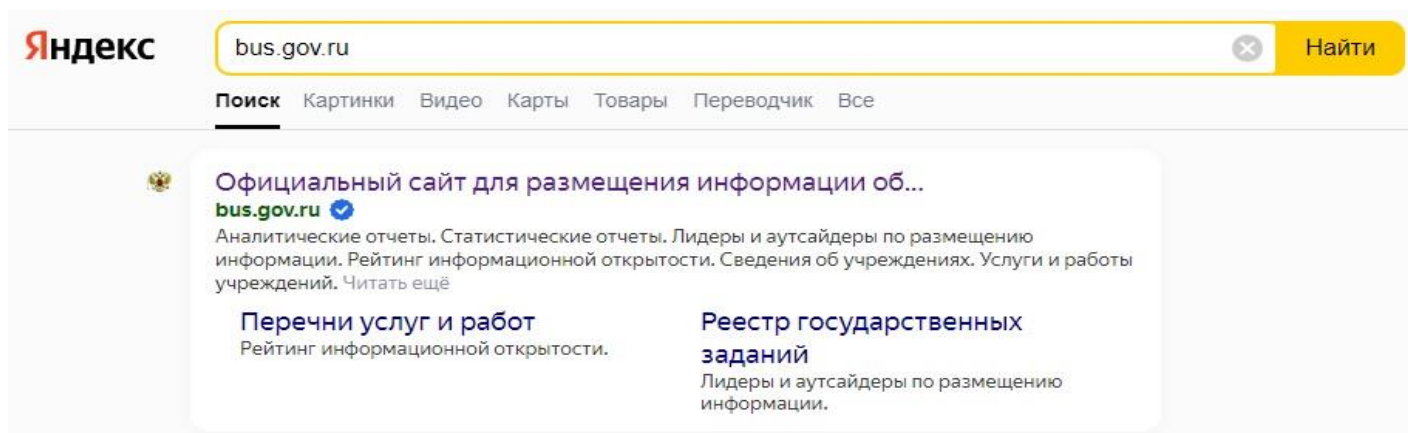 Яндекс
bus.gov.ru
Найти
Поиск Картинки Видео Карты Товары Переводчик Все
Официальный сайт для размещения информации об...
bus.gov.ru
Аналитические отчеты. Статистические отчеты. Лидеры и аутсайдеры по размещению
информации. Рейтинг информационной открытости. Сведения об учреждениях. Услуги и работы
учреждений. Читать ещё
Перечни услуг и работ
Рейтинг информационной открытости.
Реестр государственных
заданий
Лидеры и аутсайдеры по размещению
информации.